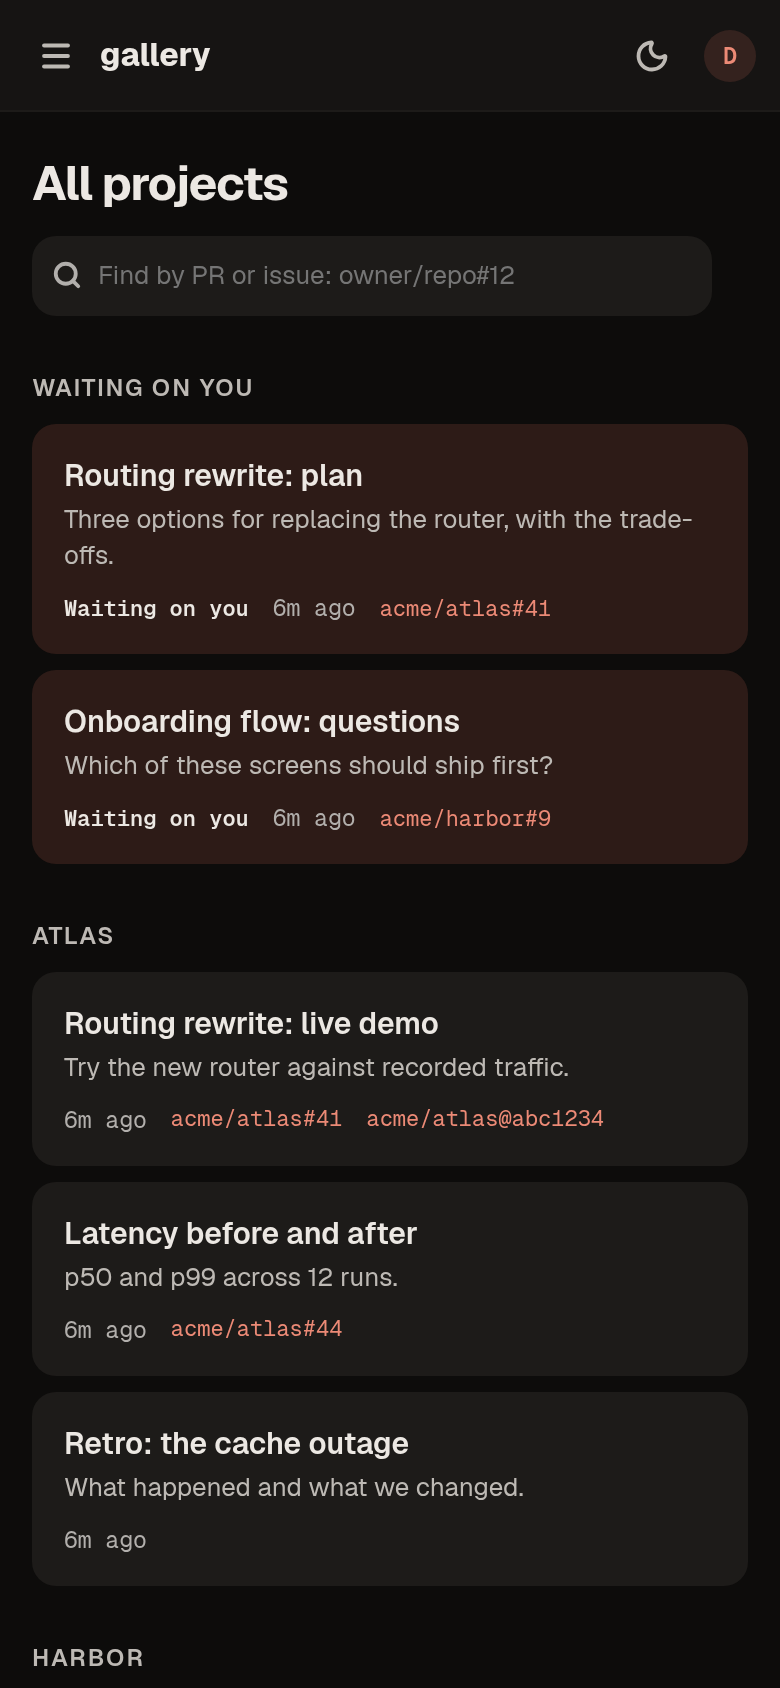 gallery
D
All projects
Find by PR or issue: owner/repo#12
WAITING ON YOU
Routing rewrite: plan
Three options for replacing the router, with the trade-
offs.
Waiting on you 6m ago acme/atlas#41
Onboarding flow: questions
Which of these screens should ship first?
Waiting on you 6m ago acme/harbor#9
ATLAS
Routing rewrite: live demo
Try the new router against recorded traffic.
6m ago acme/atlas#41 acme/atlas@abc1234
Latency before and after
p50 and p99 across 12 runs.
6m ago acme/atlas#44
Retro: the cache outage
What happened and what we changed.
6m ago
HARBOR